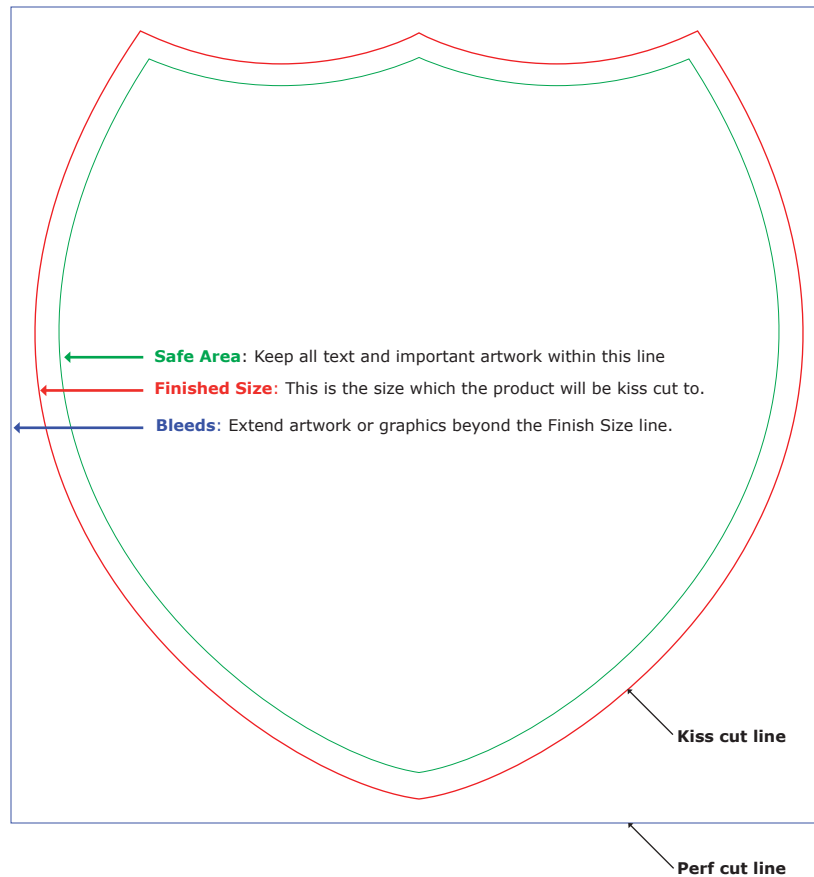 Safe Area: Keep all text and important artwork within this line
Finished Size: This is the size which the product will be kiss cut to.
Bleeds: Extend artwork or graphics beyond the Finish Size line.
Kiss cut line
Perf cut line